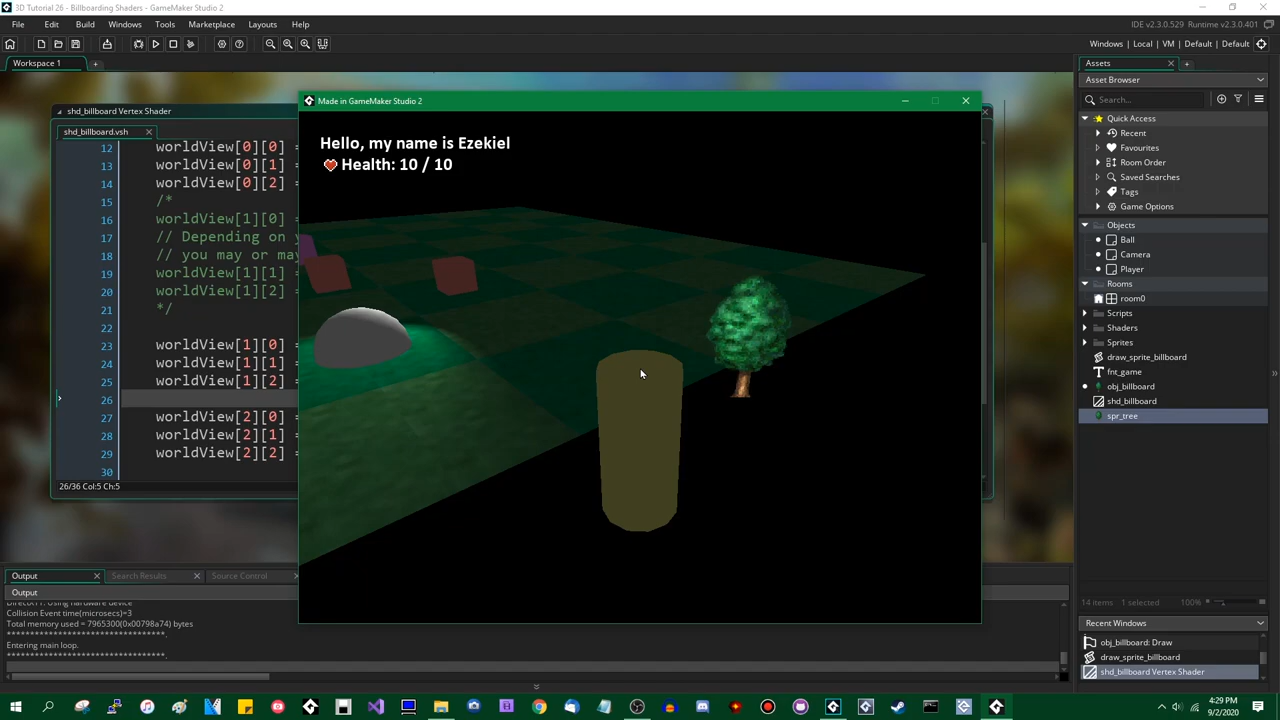 3D Tutorial 26 - Billboarding Shaders - GameMaker Studio 2
File Edit Build Windows Tools Marketplace Layouts Help
IDE v2.3.0.529 Runtime v2.3.0.401
Windows | Local | VM | Default | Default
Workspace 1
shd_billboard Vertex Shader
shd_billboard.vsh
12 worldView[0][0] =
13 worldView[0][1] =
14 worldView[0][2] =
15 /*
16 worldView[1][0] =
17 // Depending on y
18 // you may or may
19 worldView[1][1] =
20 worldView[1][2] =
21 */
22
23 worldView[1][0] =
24 worldView[1][1] =
25 worldView[1][2] =
26
27 worldView[2][0] =
28 worldView[2][1] =
29 worldView[2][2] =
30
26/36 Col:5 Ch:5
Made in GameMaker Studio 2
Hello, my name is Ezekiel
Health: 10 / 10
Output Search Results Source Control
Output
DirectX11: Using hardware device
Collision Event time(microsecs)=3
Total memory used = 7965300(0x00798a74) bytes
**********************************.
Entering main loop.
**********************************.
Assets
Asset Browser
Search...
Quick Access
Recent
Favourites
Room Order
Saved Searches
Tags
Game Options
Objects
Ball
Camera
Player
Rooms
room0
Scripts
Shaders
Sprites
draw_sprite_billboard
fnt_game
obj_billboard
shd_billboard
spr_tree
14 items 1 selected 100%
Recent Windows
obj_billboard: Draw
draw_sprite_billboard
shd_billboard Vertex Shader
4:29 PM
9/2/2020